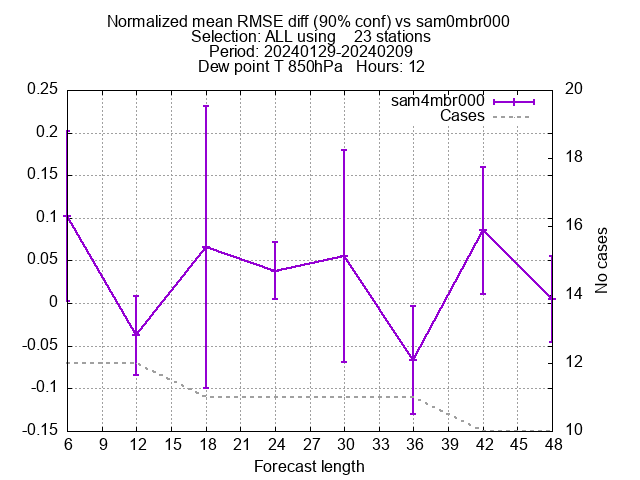 Normalized mean RMSE diff (90% conf) vs sam0mbr000
Selection: ALL using    23 stations
Period: 20240129-20240209
Dew point T 850hPa   Hours: 12
sam4mbr000
Cases
0.25
0.2
0.15
0.1
0.05
0
-0.05
-0.1
-0.15
20
18
16
14
12
10
No cases
6 12 15 18 21 24 27 30 33 36 39 42 45 48
9
Forecast length